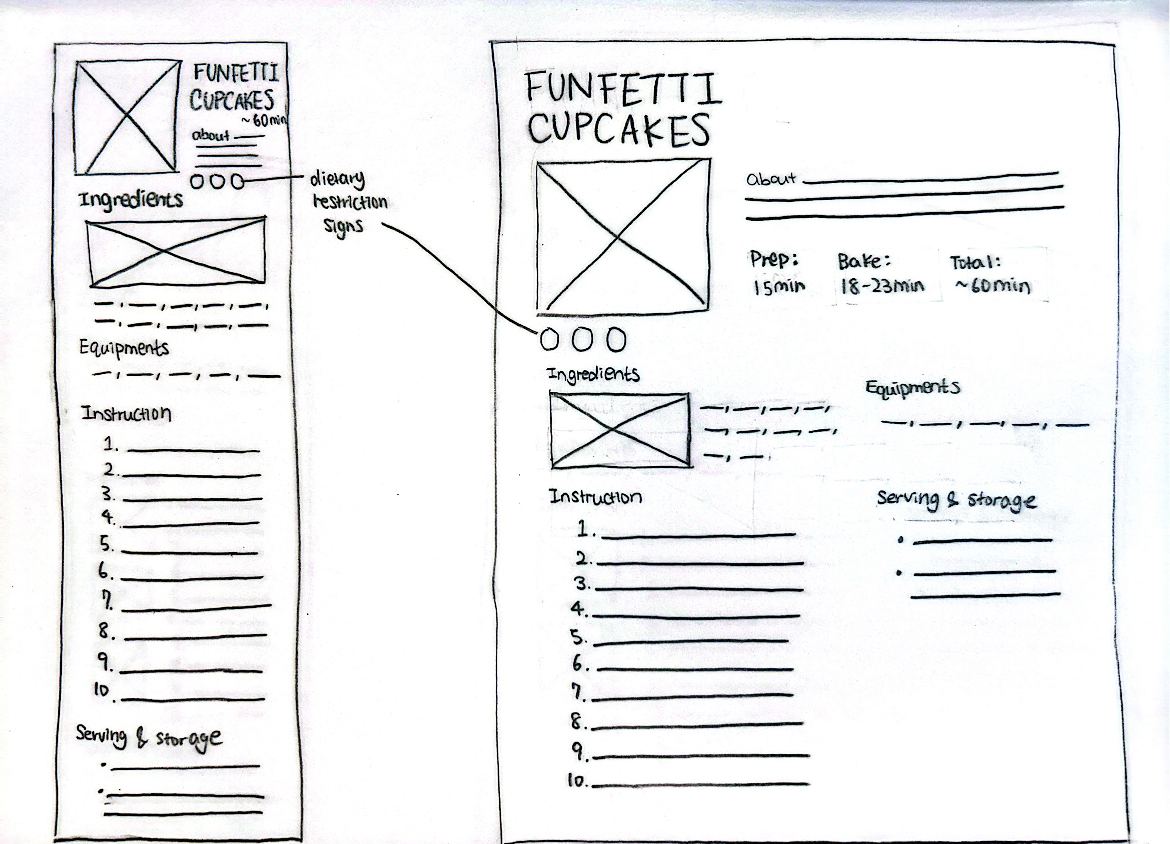 FUNFETTI
CUPCAKES
~60min
about
Ingredients
Equipments
Instruction
1.
2.
3.
4.
5.
6.
7.
8.
9.
10.
Serving & storage
dietary
restriction
signs
FUNFETTI
CUPCAKES
About
Prep:
15min
Bake:
18-23min
Total:
~60min
Ingredients
Equipments
Instruction
1.
2.
3.
4.
5.
6.
7.
8.
9.
10.
Serving & storage